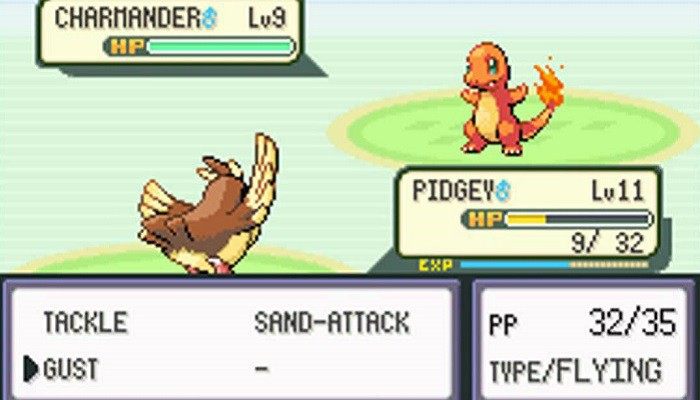 CHARMANDER♂ Lv9
HP
PIDGEY♂ Lv11
HP
9/ 32
EXP
TACKLE SAND-ATTACK
GUST -
PP 32/35
TYPE/FLYING